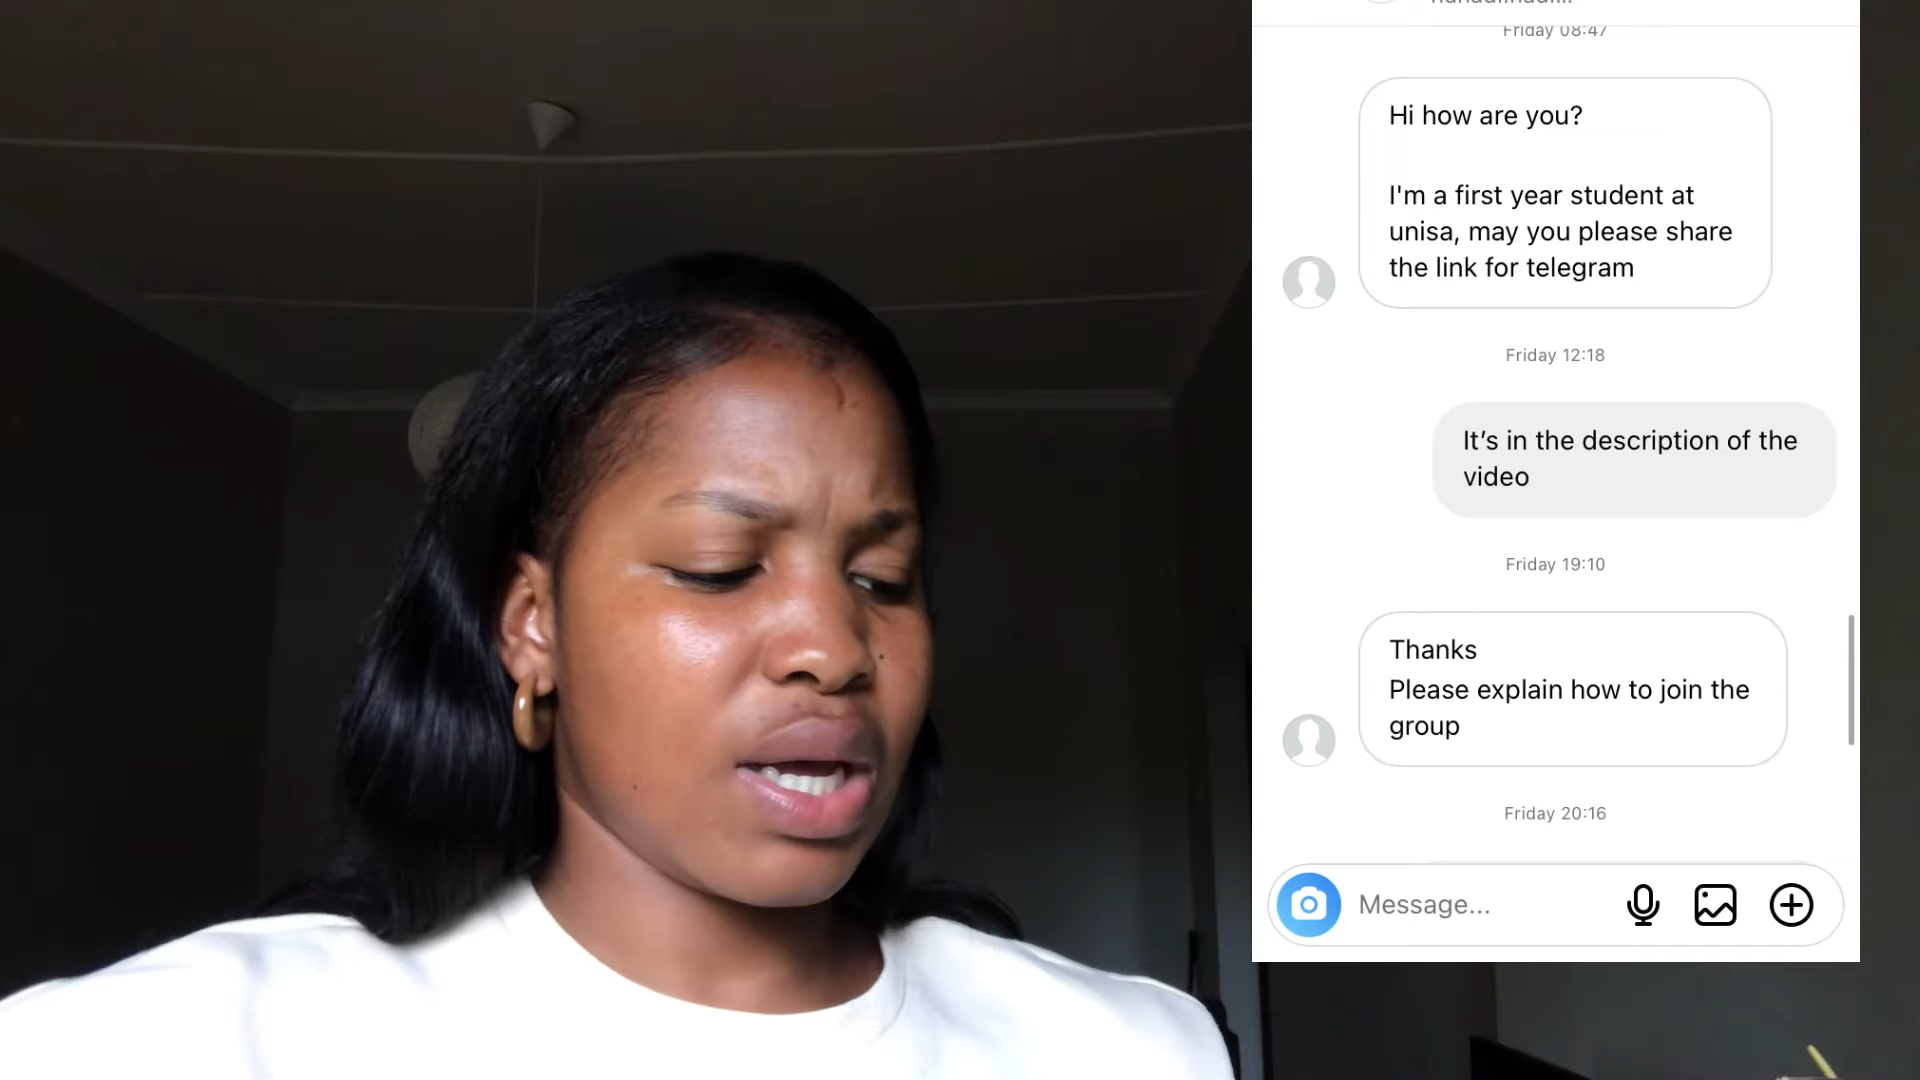 Friday 08:47
Hi how are you?
I'm a first year student at
unisa, may you please share
the link for telegram
Friday 12:18
It’s in the description of the
video
Friday 19:10
Thanks
Please explain how to join the
group
Friday 20:16
Message...